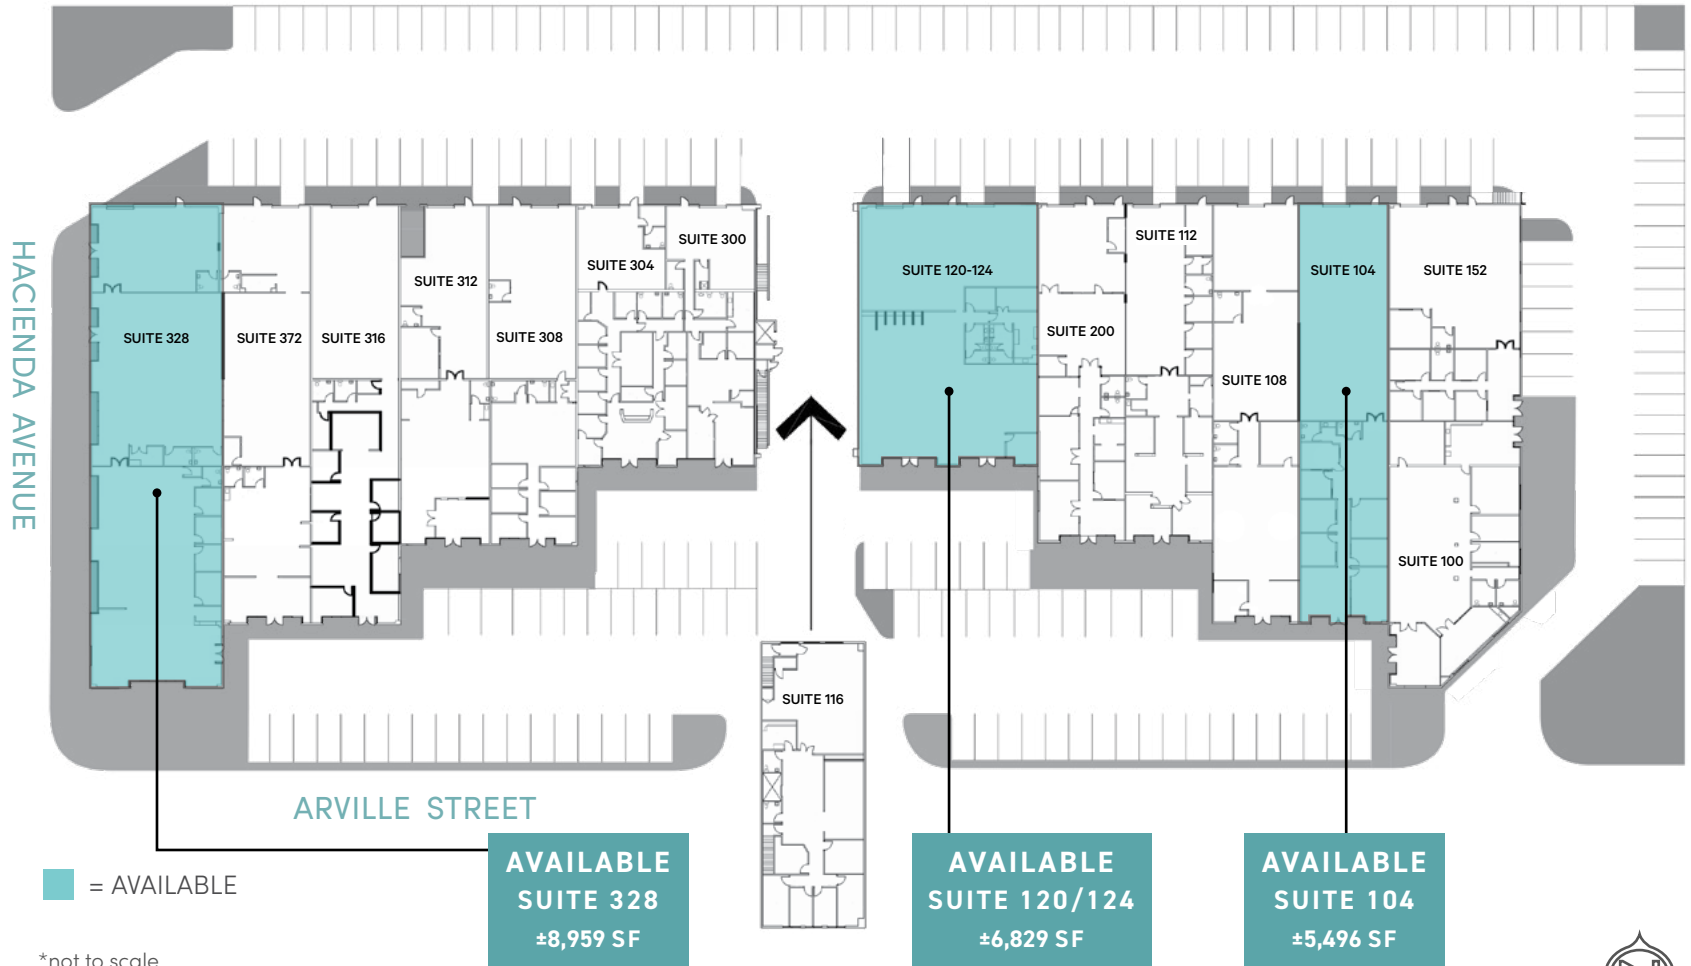 SUITE 300
SUITE 304
SUITE 312
SUITE 328
SUITE 372
SUITE 316
SUITE 308
SUITE 112
SUITE 120-124
SUITE 104
SUITE 152
SUITE 200
SUITE 108
SUITE 100
HACIENDA AVENUE
SUITE 116
ARVILLE STREET
= AVAILABLE
*not to scale
AVAILABLE
SUITE 328
±8,959 SF
AVAILABLE
SUITE 120/124
±6,829 SF
AVAILABLE
SUITE 104
±5,496 SF